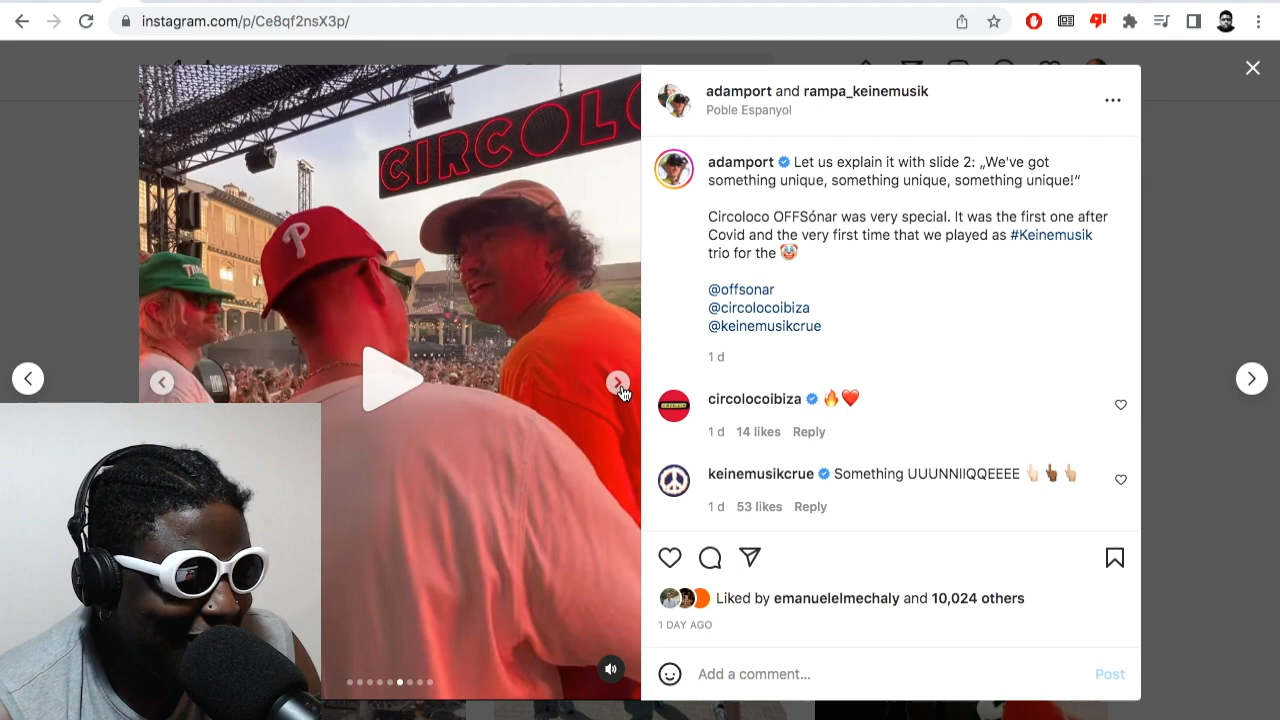 instagram.com/p/Ce8qf2nsX3p/
CIRCOLO
P
adamport and rampa_keinemusik
Poble Espanyol
adamport Let us explain it with slide 2: „We've got
something unique, something unique, something unique!“
Circoloco OFFSónar was very special. It was the first one after
Covid and the very first time that we played as #Keinemusik
trio for the 🤡
@offsonar
@circolocoibiza
@keinemusikcrue
1 d
circolocoibiza 🔥❤️
1 d 14 likes Reply
keinemusikcrue Something UUUNNIIQQEEEE 👆🏻👆🏾👆🏼
1 d 53 likes Reply
Liked by emanuelelmechaly and 10,024 others
1 DAY AGO
Add a comment...
Post